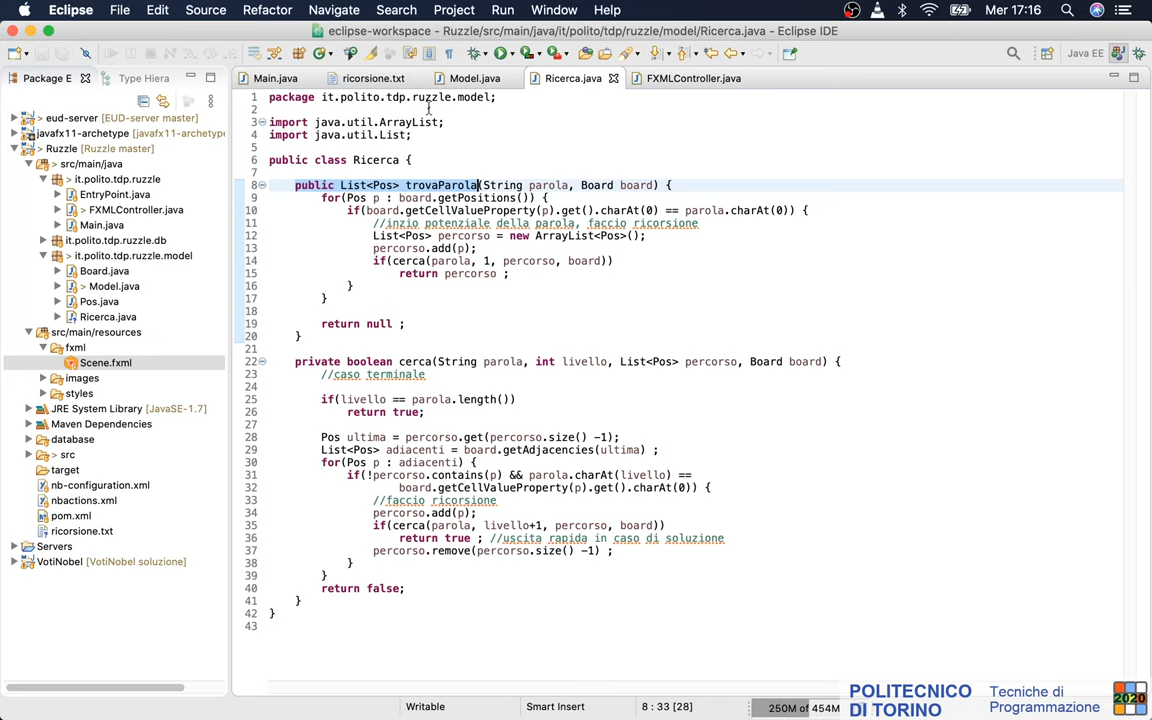 Eclipse File Edit Source Refactor Navigate Search Project Run Window Help Mer 17:16
eclipse-workspace - Ruzzle/src/main/java/it/polito/tdp/ruzzle/model/Ricerca.java - Eclipse IDE
Java EE
Package E Type Hiera
Main.java ricorsione.txt Model.java Ricerca.java FXMLController.java
> eud-server [EUD-server master]
javafx11-archetype [javafx11-archetype
> Ruzzle [Ruzzle master]
> src/main/java
> it.polito.tdp.ruzzle
EntryPoint.java
> FXMLController.java
Main.java
it.polito.tdp.ruzzle.db
> it.polito.tdp.ruzzle.model
Board.java
> Model.java
Pos.java
Ricerca.java
src/main/resources
fxml
Scene.fxml
images
styles
JRE System Library [JavaSE-1.7]
Maven Dependencies
database
> src
target
nb-configuration.xml
nbactions.xml
pom.xml
ricorsione.txt
Servers
VotiNobel [VotiNobel soluzione]
1 package it.polito.tdp.ruzzle.model;
2
3 import java.util.ArrayList;
4 import java.util.List;
5
6 public class Ricerca {
7
8 public List<Pos> trovaParola(String parola, Board board) {
9 for(Pos p : board.getPositions()) {
10 if(board.getCellValueProperty(p).get().charAt(0) == parola.charAt(0)) {
11 //inzio potenziale della parola, faccio ricorsione
12 List<Pos> percorso = new ArrayList<Pos>();
13 percorso.add(p);
14 if(cerca(parola, 1, percorso, board))
15 return percorso ;
16 }
17 }
18
19 return null ;
20 }
21
22 private boolean cerca(String parola, int livello, List<Pos> percorso, Board board) {
23 //caso terminale
24
25 if(livello == parola.length())
26 return true;
27
28 Pos ultima = percorso.get(percorso.size() -1);
29 List<Pos> adiacenti = board.getAdjacencies(ultima) ;
30 for(Pos p : adiacenti) {
31 if(!percorso.contains(p) && parola.charAt(livello) ==
32 board.getCellValueProperty(p).get().charAt(0)) {
33 //faccio ricorsione
34 percorso.add(p);
35 if(cerca(parola, livello+1, percorso, board))
36 return true ; //uscita rapida in caso di soluzione
37 percorso.remove(percorso.size() -1) ;
38 }
39 }
40 return false;
41 }
42 }
43
Writable Smart Insert 8 : 33 [28] 250M of 454M
POLITECNICO
DI TORINO
Tecniche di
Programmazione
2020